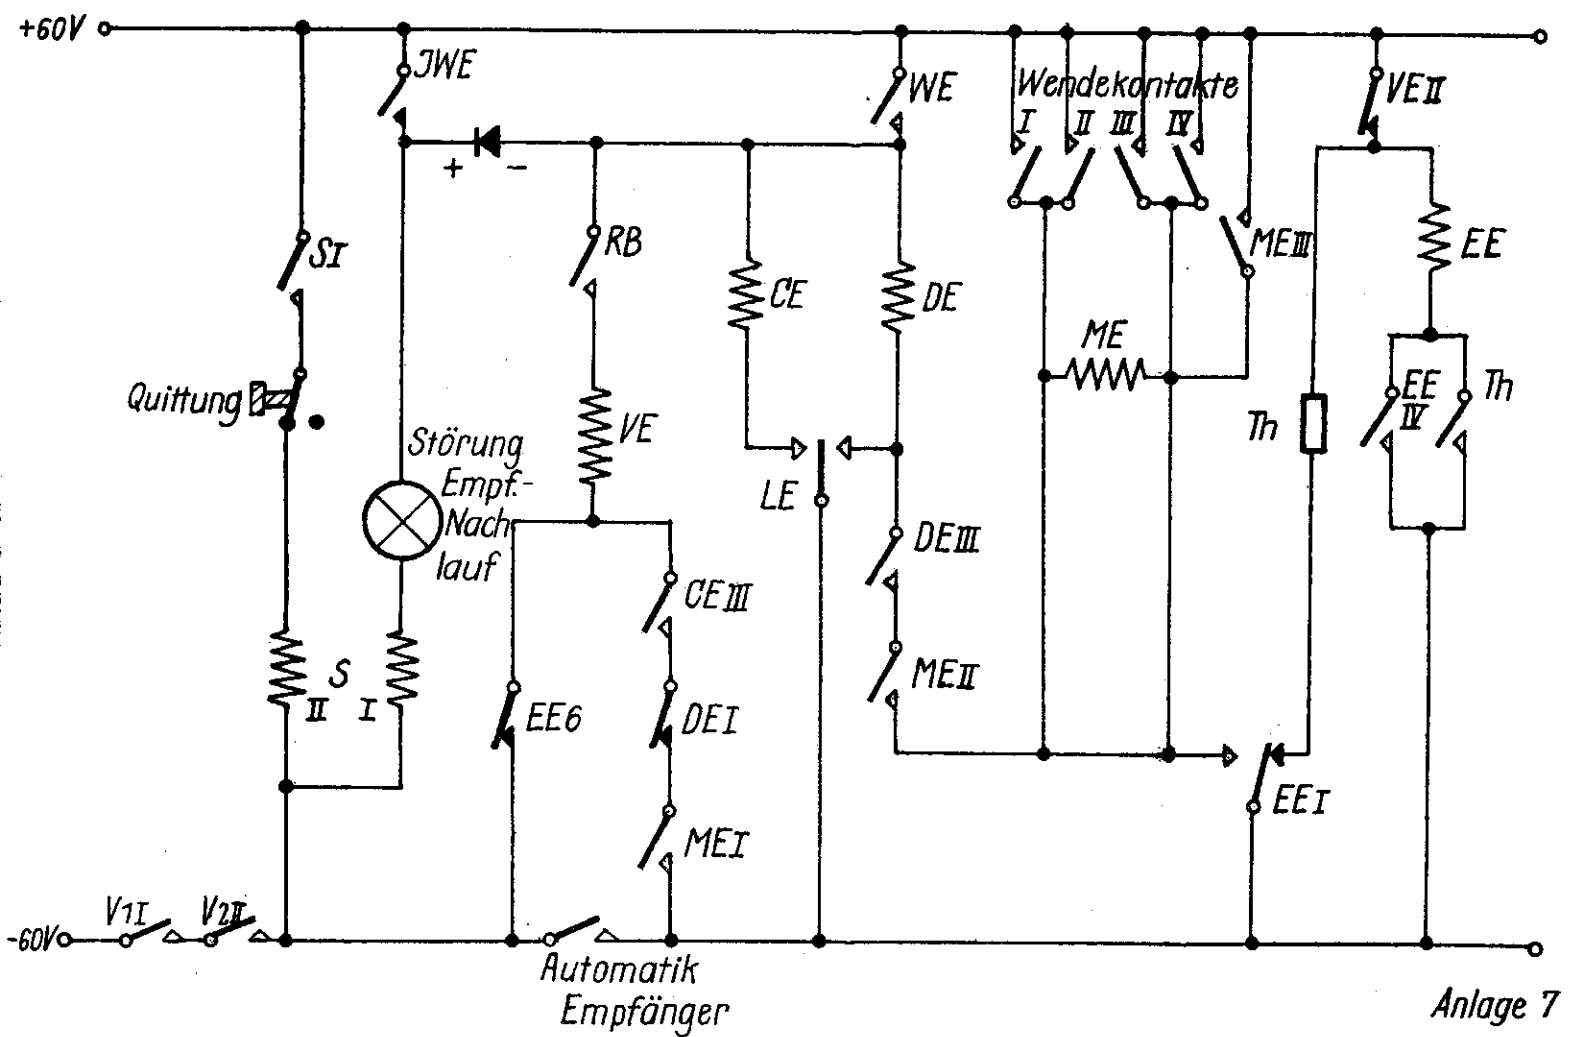 +60V
JWE
WE
Wendekontakte
I II III IV
VE II
+ -
SI
RB
ME III
EE
CE
DE
ME
Quittung
EE
IV
Th
Th
VE
Störung
Empf.-
Nach
lauf
LE
DE III
CE III
S
II I
ME II
EE6
DE I
EE I
ME I
V1I
V2II
-60V
Automatik
Empfänger
Anlage 7